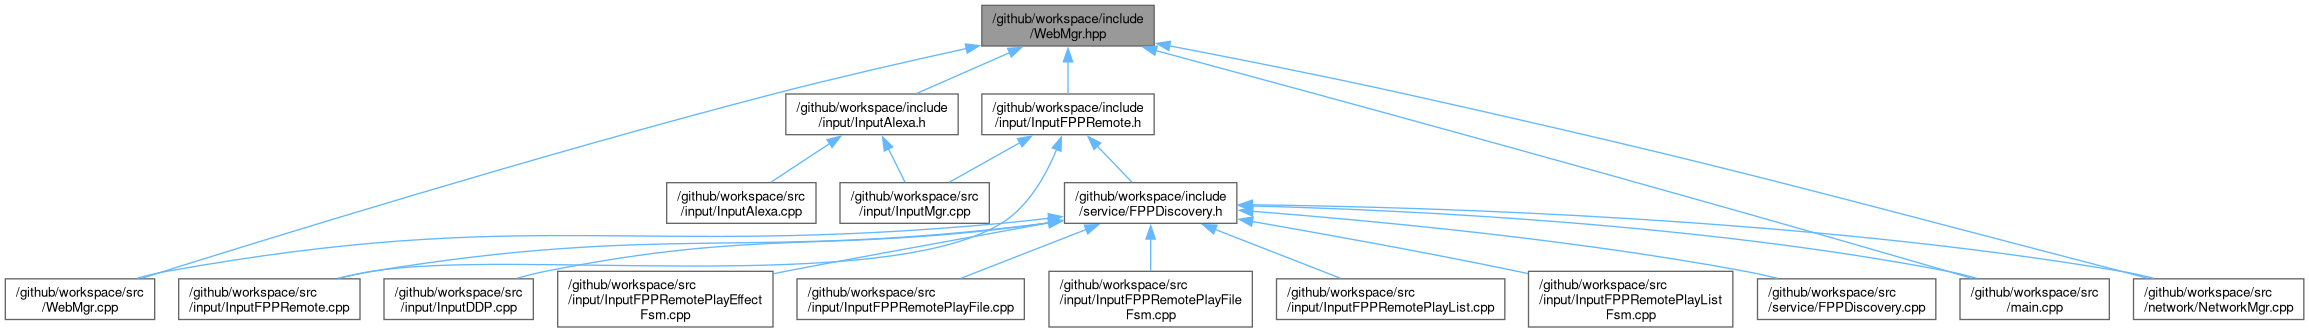 /github/workspace/include
/WebMgr.hpp
/github/workspace/include
/input/InputAlexa.h
/github/workspace/include
/input/InputFPPRemote.h
/github/workspace/src
/input/InputAlexa.cpp
/github/workspace/src
/input/InputMgr.cpp
/github/workspace/include
/service/FPPDiscovery.h
/github/workspace/src
/WebMgr.cpp
/github/workspace/src
/input/InputFPPRemote.cpp
/github/workspace/src
/input/InputDDP.cpp
/github/workspace/src
/input/InputFPPRemotePlayEffect
Fsm.cpp
/github/workspace/src
/input/InputFPPRemotePlayFile.cpp
/github/workspace/src
/input/InputFPPRemotePlayFile
Fsm.cpp
/github/workspace/src
/input/InputFPPRemotePlayList.cpp
/github/workspace/src
/input/InputFPPRemotePlayList
Fsm.cpp
/github/workspace/src
/service/FPPDiscovery.cpp
/github/workspace/src
/main.cpp
/github/workspace/src
/network/NetworkMgr.cpp